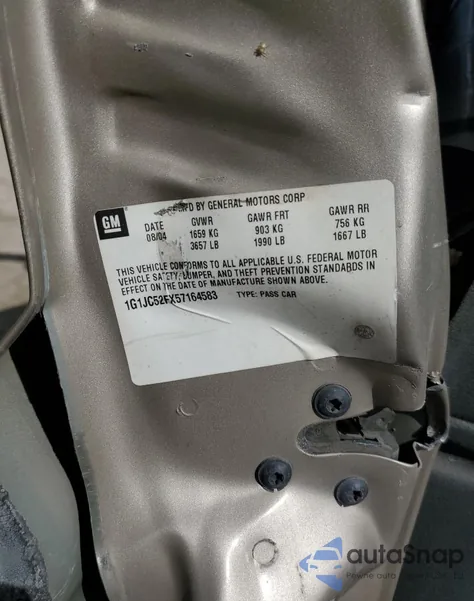 MFD BY GENERAL MOTORS CORP
GM
DATE GVWR GAWR FRT GAWR RR
08/04 1659 KG 903 KG 756 KG
3657 LB 1990 LB 1667 LB
THIS VEHICLE CONFORMS TO ALL APPLICABLE U.S. FEDERAL MOTOR
VEHICLE SAFETY, BUMPER, AND THEFT PREVENTION STANDARDS IN
EFFECT ON THE DATE OF MANUFACTURE SHOWN ABOVE.
1G1JC52FX57164583 TYPE: PASS CAR
autoSnap